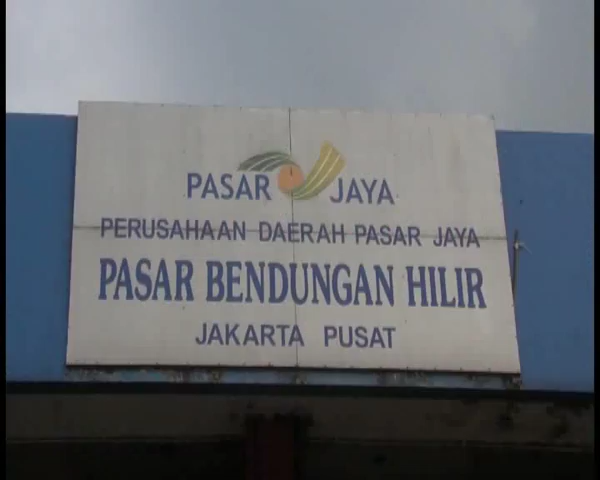 PASAR JAYA
PERUSAHAAN DAERAH PASAR JAYA
PASAR BENDUNGAN HILIR
JAKARTA PUSAT